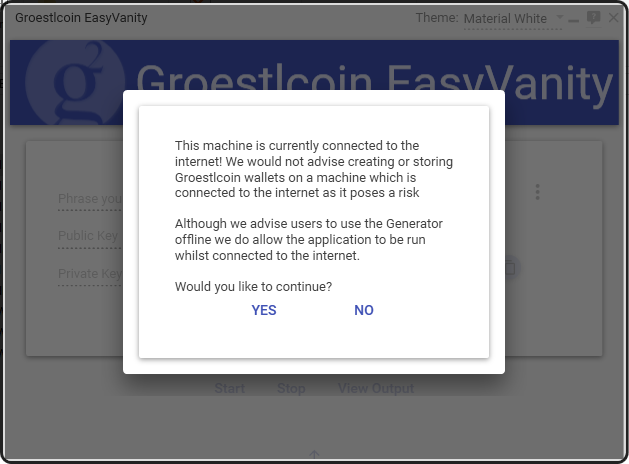 Groestlcoin EasyVanity
Theme: Material White
Groestlcoin EasyVanity
This machine is currently connected to the
internet! We would not advise creating or storing
Groestlcoin wallets on a machine which is
connected to the internet as it poses a risk
Although we advise users to use the Generator
offline we do allow the application to be run
whilst connected to the internet.
Would you like to continue?
YES NO
Phrase you
Public Key
Private Key
Start Stop View Output